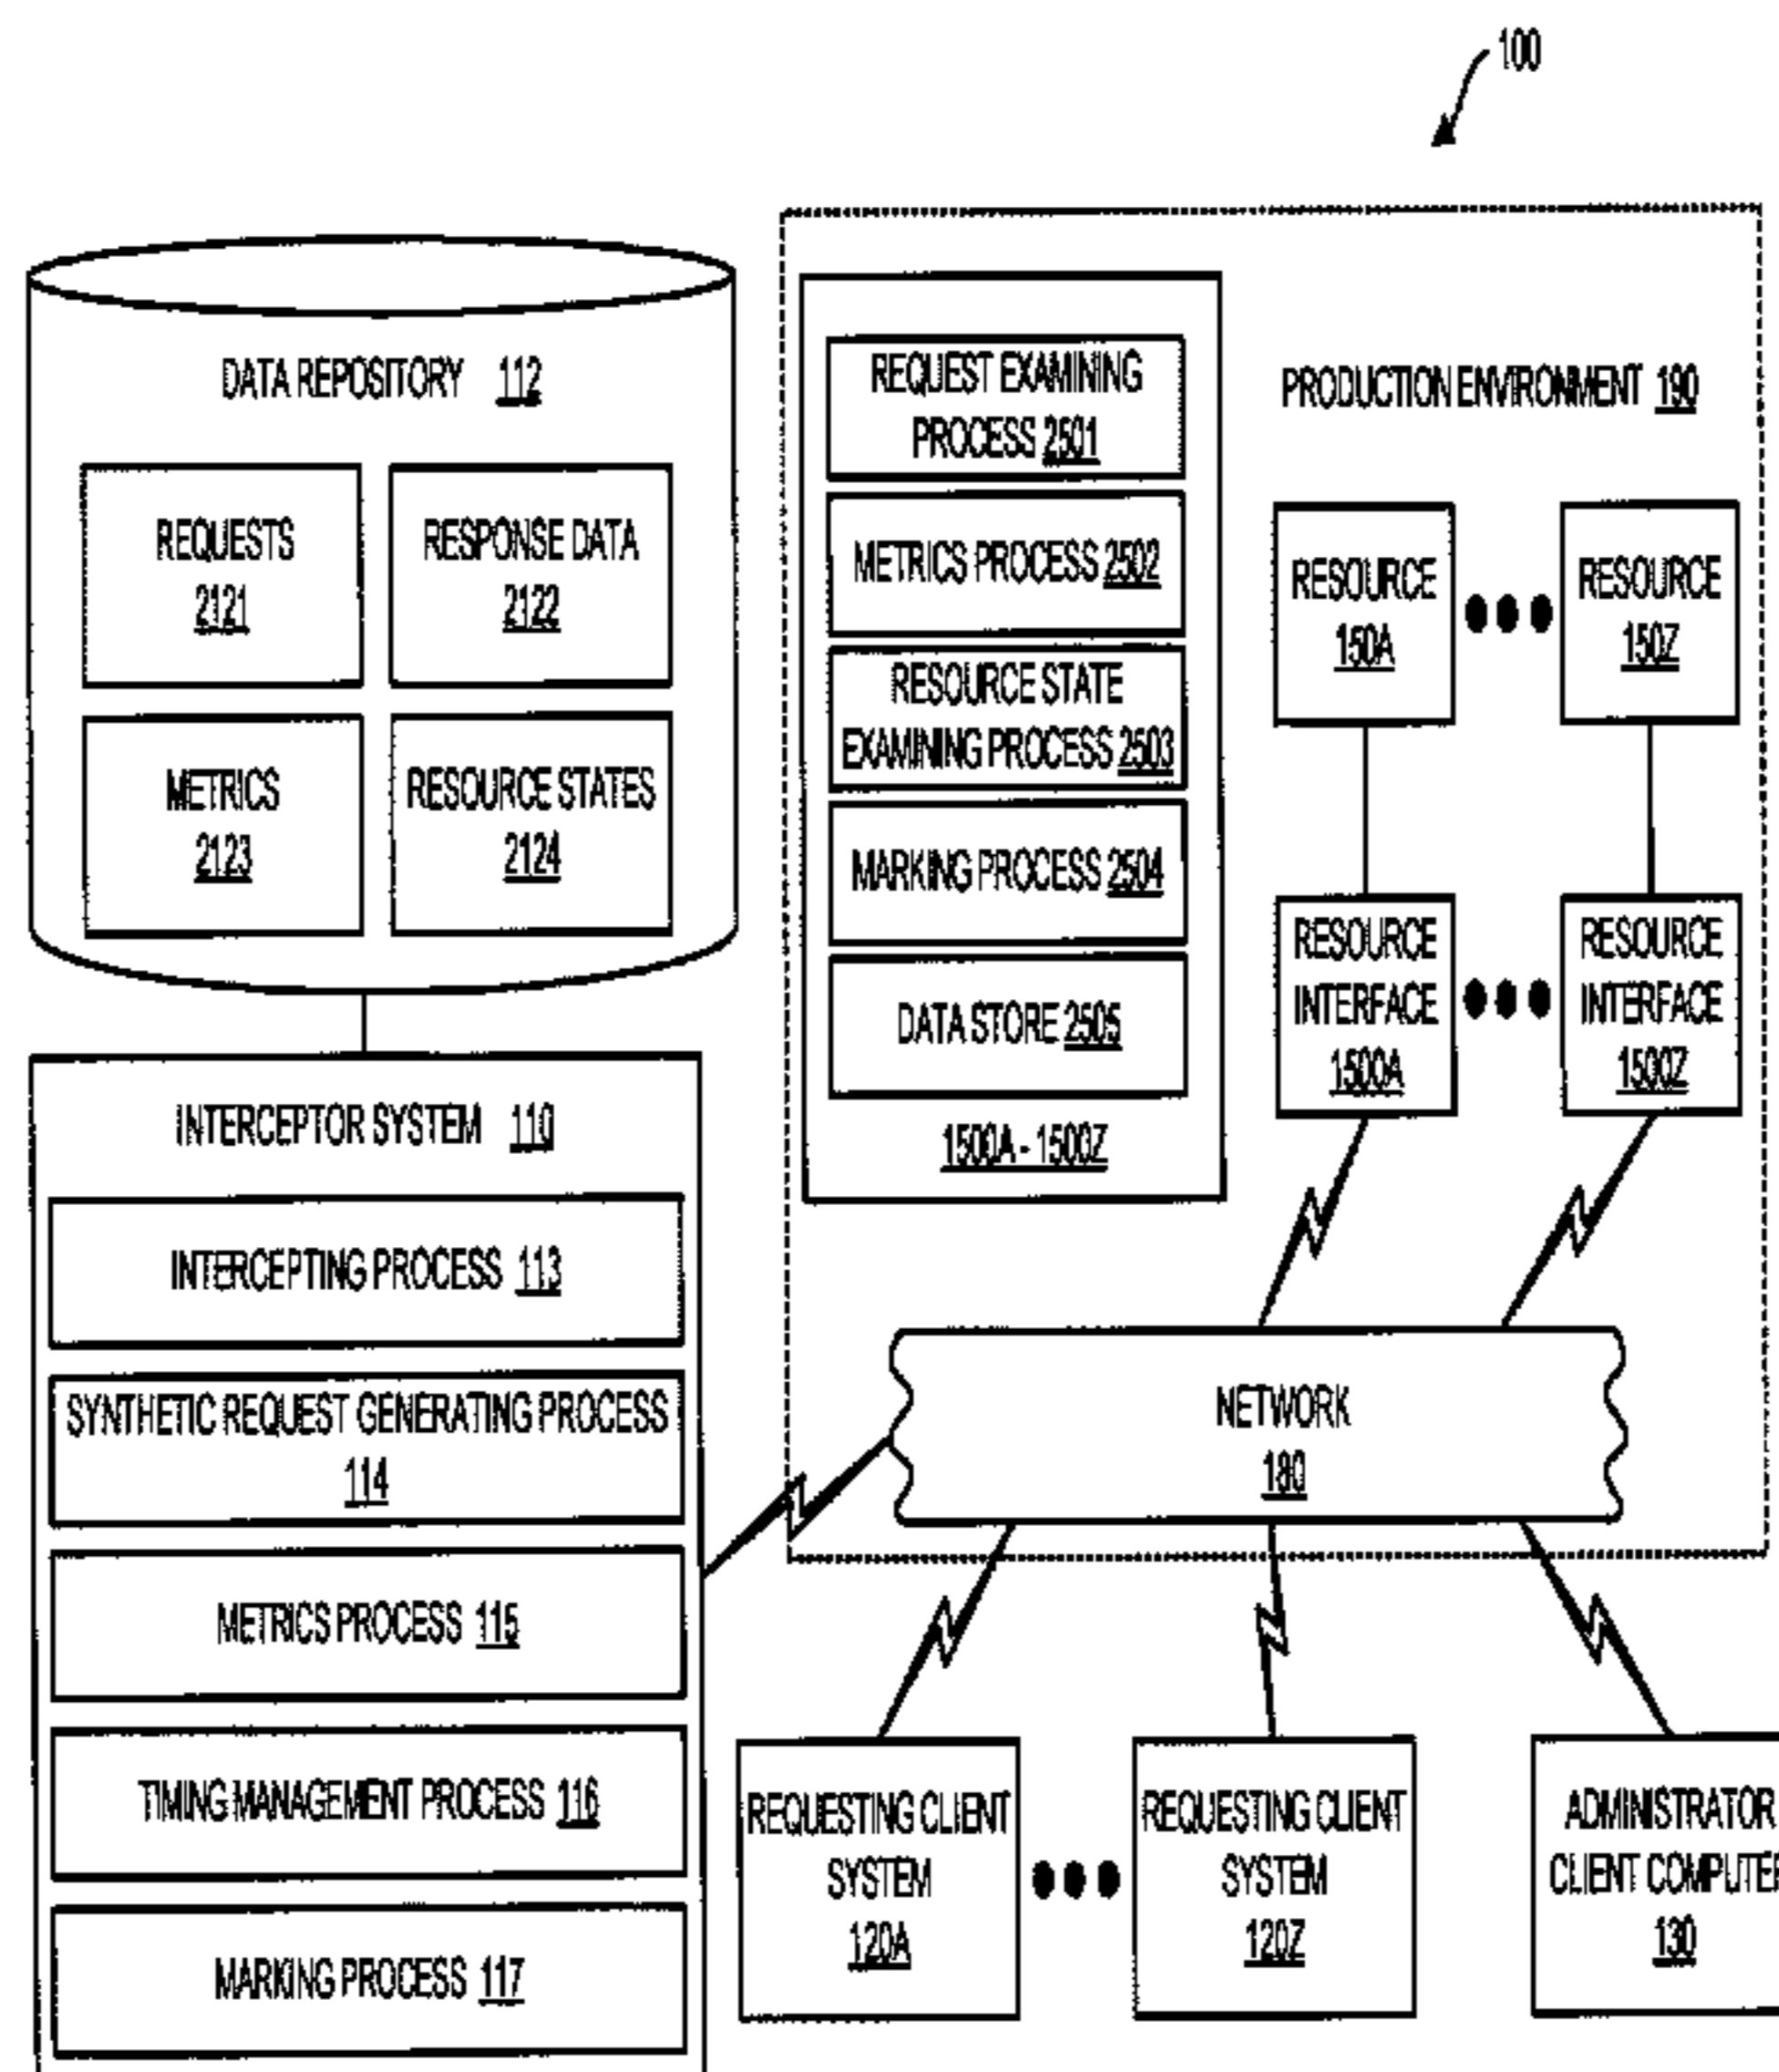 100
DATA REPOSITORY 112
REQUESTS
2121
RESPONSE DATA
2122
METRICS
2123
RESOURCE STATES
2124
INTERCEPTOR SYSTEM 110
INTERCEPTING PROCESS 113
SYNTHETIC REQUEST GENERATING PROCESS
114
METRICS PROCESS 115
TIMING MANAGEMENT PROCESS 116
MARKING PROCESS 117
REQUEST EXAMINING
PROCESS 2501
METRICS PROCESS 2502
RESOURCE STATE
EXAMINING PROCESS 2503
MARKING PROCESS 2504
DATA STORE 2505
1500A - 1500Z
PRODUCTION ENVIRONMENT 190
RESOURCE
150A
RESOURCE
150Z
RESOURCE
INTERFACE
1500A
RESOURCE
INTERFACE
1500Z
NETWORK
180
REQUESTING CLIENT
SYSTEM
120A
REQUESTING CLIENT
SYSTEM
120Z
ADMINISTRATOR
CLIENT COMPUTER
130